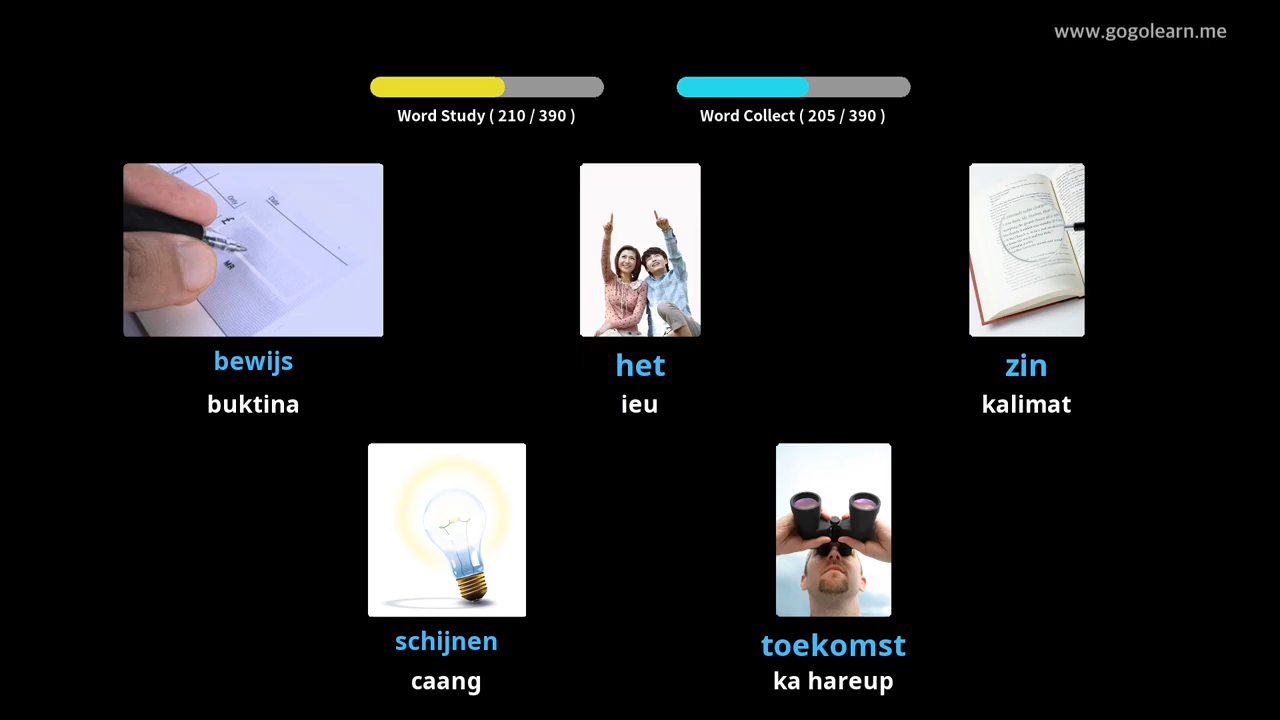 www.gogolearn.me
Word Study ( 210 / 390 )
Word Collect ( 205 / 390 )
bewijs
buktina
het
ieu
zin
kalimat
schijnen
caang
toekomst
ka hareup